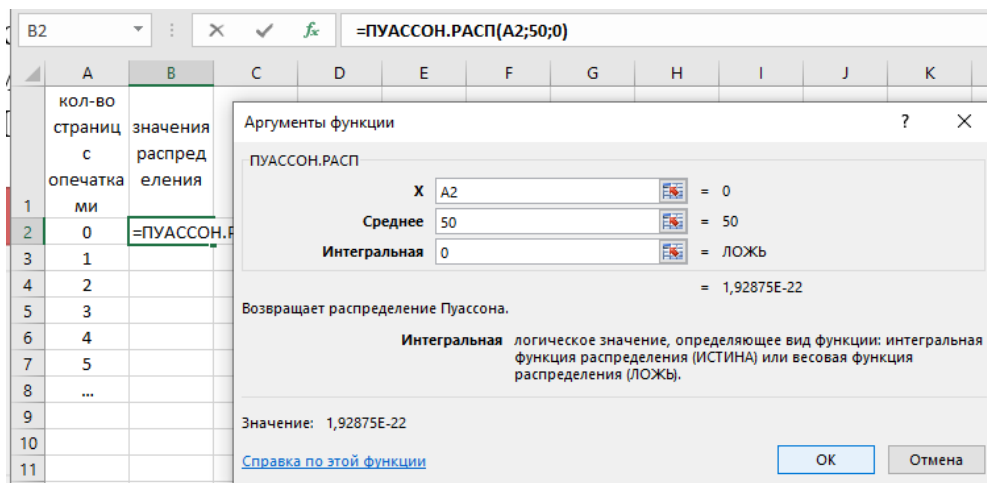 B2 fx =ПУАССОН.РАСП(A2;50;0)
A B C D E F G H I J K
1 кол-во страниц с опечатка ми
значения распред еления
2 0 =ПУАССОН.Р
3 1
4 2
5 3
6 4
7 5
8 ...
9
10
11
Аргументы функции ? ×
ПУАССОН.РАСП
X A2 = 0
Среднее 50 = 50
Интегральная 0 = ЛОЖЬ
= 1,92875E-22
Возвращает распределение Пуассона.
Интегральная логическое значение, определяющее вид функции: интегральная
функция распределения (ИСТИНА) или весовая функция
распределения (ЛОЖЬ).
Значение: 1,92875E-22
Справка по этой функции
ОК Отмена